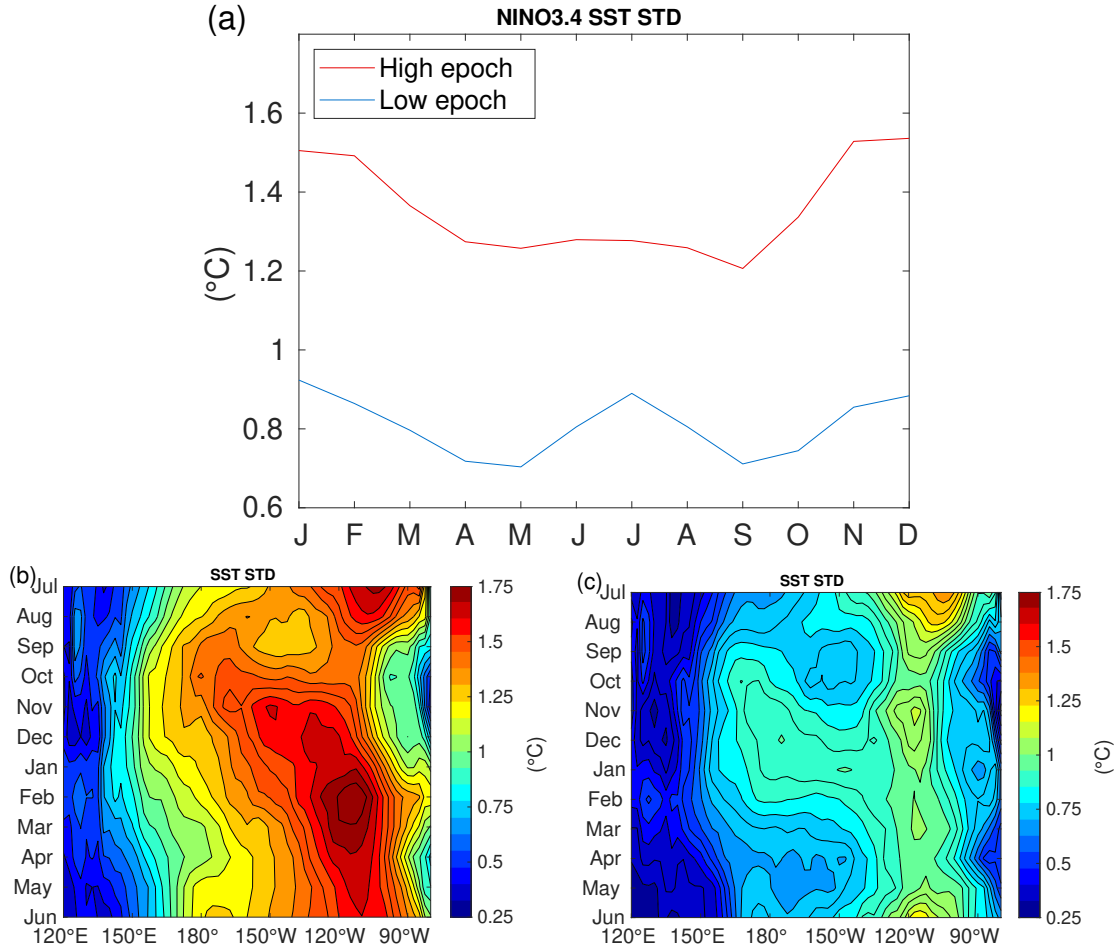 (a)
NINO3.4 SST STD
High epoch
Low epoch
1.6
1.4
1.2
1
0.8
0.6
(°C)
J F M A M J J A S O N D
(b)
SST STD
Jul
Aug
Sep
Oct
Nov
Dec
Jan
Feb
Mar
Apr
May
Jun
120°E 150°E 180° 150°W 120°W 90°W
1.75
1.5
1.25
1
0.75
0.5
0.25
(°C)
(c)
SST STD
Jul
Aug
Sep
Oct
Nov
Dec
Jan
Feb
Mar
Apr
May
Jun
120°E 150°E 180° 150°W 120°W 90°W
1.75
1.5
1.25
1
0.75
0.5
0.25
(°C)